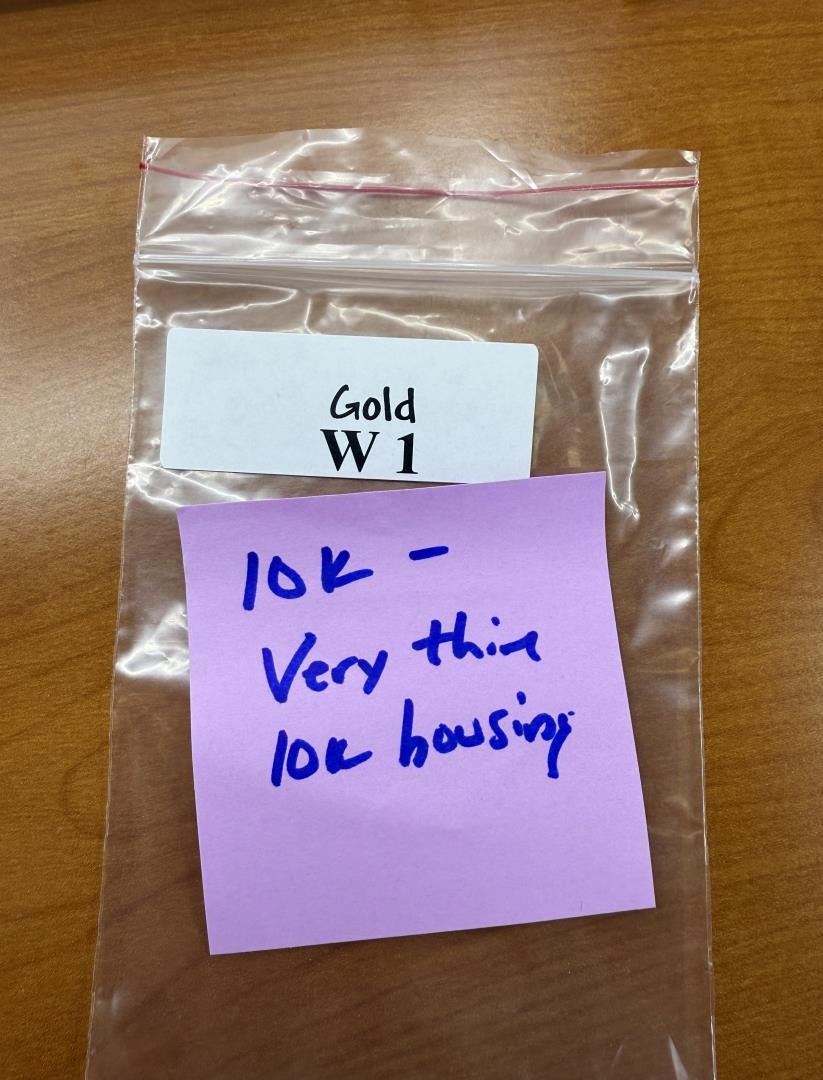 Gold
W 1
10K -
Very thin
10K housing